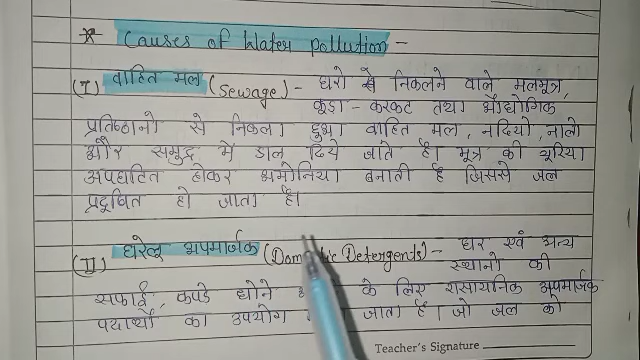 * Causes of Water pollution -
(I) वाहित मल (Sewage) - घरो से निकलने वाले मलमूत्र,
कूड़ा - करकट तथा औद्योगिक
प्रतिष्ठानो से निकला हुआ वाहित मल, नदियो, नालो
और समुद्र में डाल दिये जाते है। मूत्र की यूरिया
अपघटित होकर अमोनिया बनाती है जिससे जल
प्रदूषित हो जाता है।
(II) घरेलू अपमार्जक (Domestic Detergents) - घर एवं अन्य
स्थानो की
सफाई, कपडे धोने के लिए रासायनिक अपमार्जक
पदार्थो का उपयोग जाता है। जो जल को
Teacher's Signature